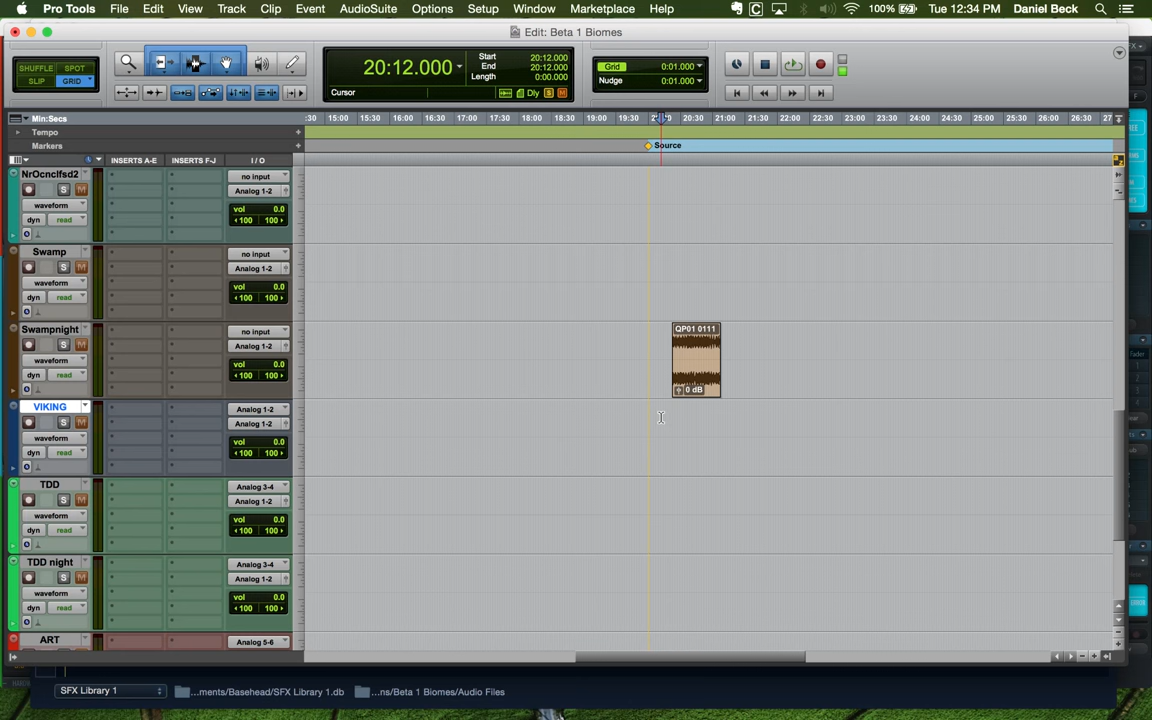 Pro Tools File Edit View Track Clip Event AudioSuite Options Setup Window Marketplace Help 100% Tue 12:34 PM Daniel Beck
Edit: Beta 1 Biomes
SHUFFLE SPOT
SLIP GRID
20:12.000
Cursor
Start 20:12.000
End 20:12.000
Length 0:00.000
Dly S M
Grid 0:01.000
Nudge 0:01.000
Min:Secs
:30 15:00 15:30 16:00 16:30 17:00 17:30 18:00 18:30 19:00 19:30 20:30 21:00 21:30 22:00 22:30 23:00 23:30 24:00 24:30 25:00 25:30 26:00 26:30 27
Tempo
Markers
Source
INSERTS A-E INSERTS F-J I / O
NrOcnclfsd2 no input
S M Analog 1-2
waveform vol 0.0
dyn read 100 100
Swamp no input
S M Analog 1-2
waveform vol 0.0
dyn read 100 100
Swampnight no input
S M Analog 1-2
waveform vol 0.0
dyn read 100 100
QP01 0111
0 dB
VIKING Analog 1-2
S M Analog 1-2
waveform vol 0.0
dyn read 100 100
TDD Analog 3-4
S M Analog 1-2
waveform vol 0.0
dyn read 100 100
TDD night Analog 3-4
S M Analog 1-2
waveform vol 0.0
dyn read 100 100
ART Analog 5-6
SFX Library 1 ...ments/Basehead/SFX Library 1.db ...ns/Beta 1 Biomes/Audio Files